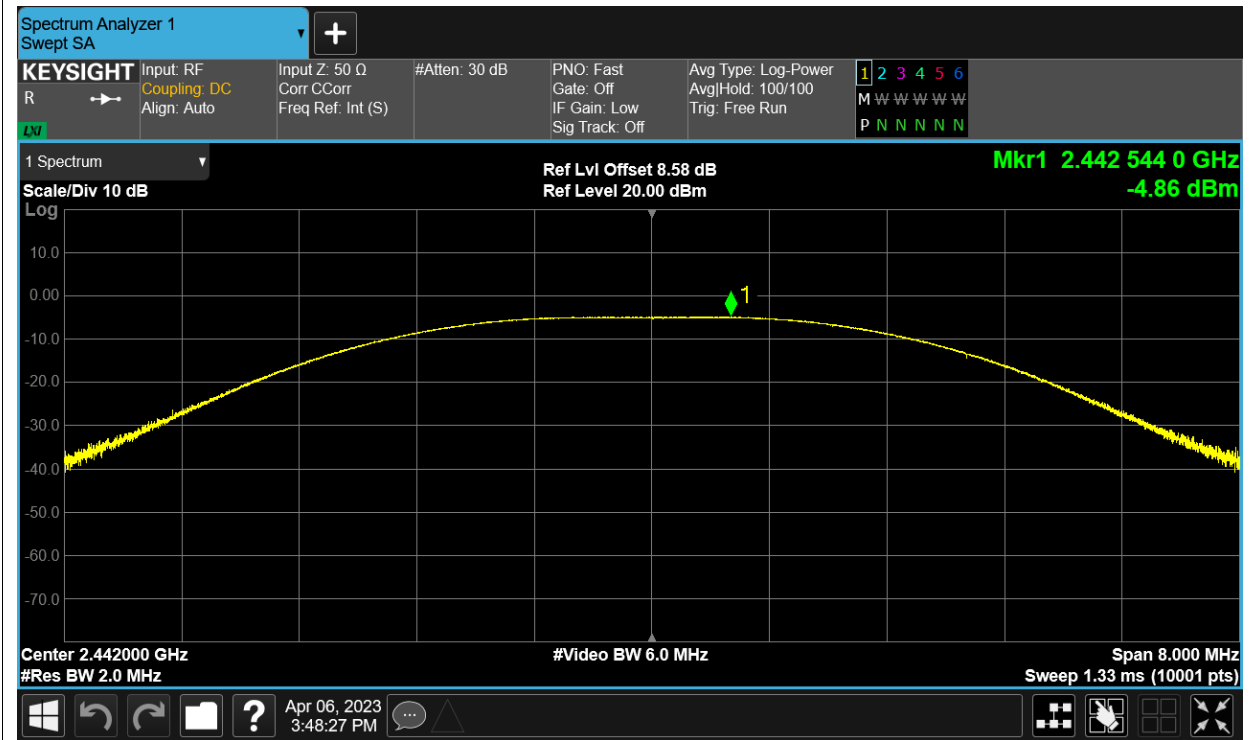 Spectrum Analyzer 1
Swept SA
+
KEYSIGHT
R
LXI
Input: RF
Coupling: DC
Align: Auto
Input Z: 50 Ω
Corr CCorr
Freq Ref: Int (S)
#Atten: 30 dB
PNO: Fast
Gate: Off
IF Gain: Low
Sig Track: Off
Avg Type: Log-Power
Avg|Hold: 100/100
Trig: Free Run
1 2 3 4 5 6
M W W W W W
P N N N N N
1 Spectrum
Scale/Div 10 dB
Ref Lvl Offset 8.58 dB
Ref Level 20.00 dBm
Mkr1 2.442 544 0 GHz
-4.86 dBm
Log
10.0
0.00
-10.0
-20.0
-30.0
-40.0
-50.0
-60.0
-70.0
1
Center 2.442000 GHz
#Res BW 2.0 MHz
#Video BW 6.0 MHz
Span 8.000 MHz
Sweep 1.33 ms (10001 pts)
?
Apr 06, 2023
3:48:27 PM